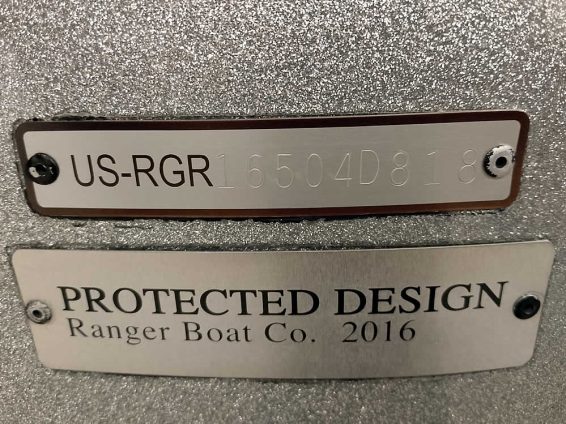 US-RGR16504D818
PROTECTED DESIGN
Ranger Boat Co. 2016